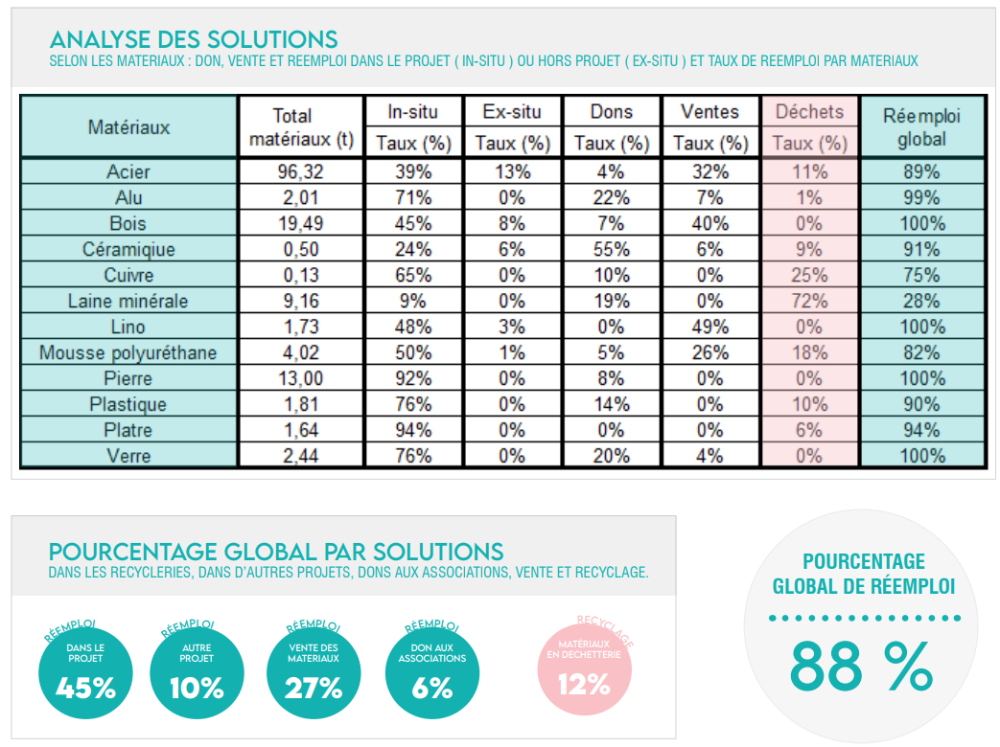 ANALYSE DES SOLUTIONS
SELON LES MATERIAUX : DON, VENTE ET REEMPLOI DANS LE PROJET ( IN-SITU ) OU HORS PROJET ( EX-SITU ) ET TAUX DE REEMPLOI PAR MATERIAUX
Matériaux Total matériaux (t) In-situ Ex-situ Dons Ventes Déchets Réemploi global
Taux (%) Taux (%) Taux (%) Taux (%) Taux (%)
Acier 96,32 39% 13% 4% 32% 11% 89%
Alu 2,01 71% 0% 22% 7% 1% 99%
Bois 19,49 45% 8% 7% 40% 0% 100%
Céramiqiue 0,50 24% 6% 55% 6% 9% 91%
Cuivre 0,13 65% 0% 10% 0% 25% 75%
Laine minérale 9,16 9% 0% 19% 0% 72% 28%
Lino 1,73 48% 3% 0% 49% 0% 100%
Mousse polyuréthane 4,02 50% 1% 5% 26% 18% 82%
Pierre 13,00 92% 0% 8% 0% 0% 100%
Plastique 1,81 76% 0% 14% 0% 10% 90%
Platre 1,64 94% 0% 0% 0% 6% 94%
Verre 2,44 76% 0% 20% 4% 0% 100%
POURCENTAGE GLOBAL PAR SOLUTIONS
DANS LES RECYCLERIES, DANS D'AUTRES PROJETS, DONS AUX ASSOCIATIONS, VENTE ET RECYCLAGE.
RÉEMPLOI
DANS LE
PROJET
45%
RÉEMPLOI
AUTRE
PROJET
10%
RÉEMPLOI
VENTE DES
MATERIAUX
27%
RÉEMPLOI
DON AUX
ASSOCIATIONS
6%
RECYCLAGE
MATÉRIAUX
EN DÉCHETTERIE
12%
POURCENTAGE
GLOBAL DE RÉEMPLOI
88 %